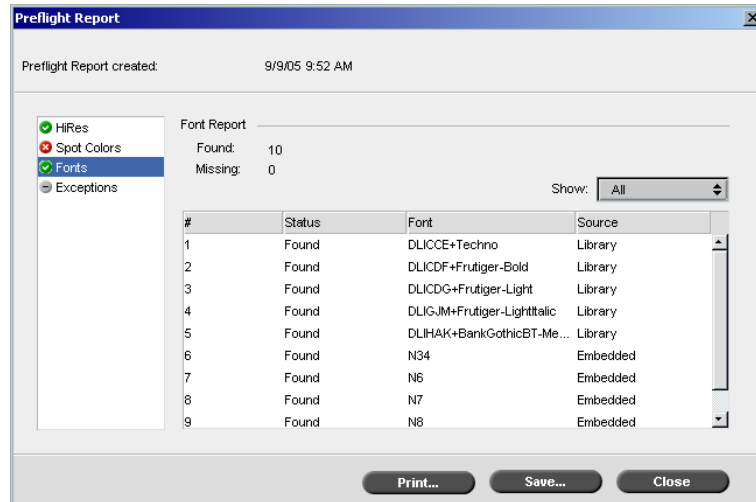 Preflight Report
Preflight Report created: 9/9/05 9:52 AM
HiRes
Spot Colors
Fonts
Exceptions
Font Report
Found: 10
Missing: 0
Show: All
# Status Font Source
1 Found DLICCE+Techno Library
2 Found DLICDF+Frutiger-Bold Library
3 Found DLICDG+Frutiger-Light Library
4 Found DLIGJM+Frutiger-LightItalic Library
5 Found DLIHAK+BankGothicBT-Me... Library
6 Found N34 Embedded
7 Found N6 Embedded
8 Found N7 Embedded
9 Found N8 Embedded
Print... Save... Close